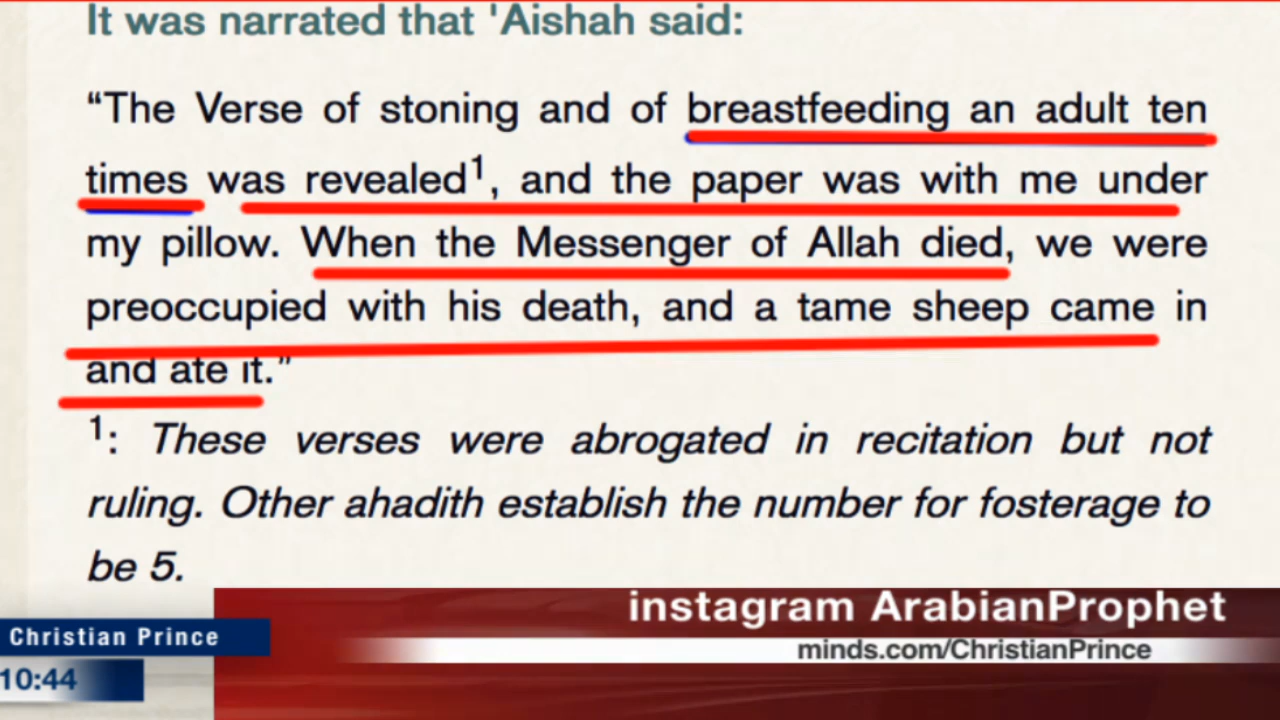 It was narrated that 'Aishah said:
“The Verse of stoning and of breastfeeding an adult ten
times was revealed¹, and the paper was with me under
my pillow. When the Messenger of Allah died, we were
preoccupied with his death, and a tame sheep came in
and ate it.”
¹: These verses were abrogated in recitation but not
ruling. Other ahadith establish the number for fosterage to
be 5.
instagram ArabianProphet
Christian Prince
minds.com/ChristianPrince
10:44